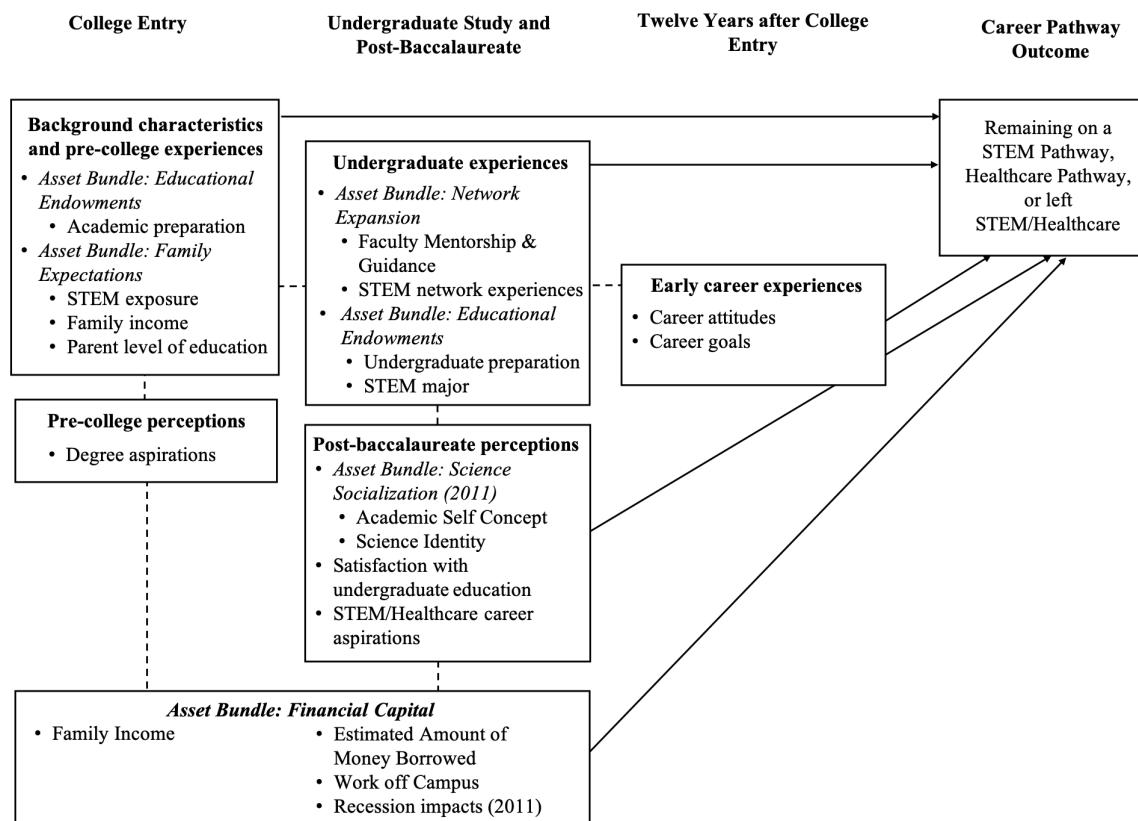 College Entry
Undergraduate Study and
Post-Baccalaureate
Twelve Years after College
Entry
Career Pathway
Outcome
Background characteristics
and pre-college experiences
• Asset Bundle: Educational
Endowments
• Academic preparation
• Asset Bundle: Family
Expectations
• STEM exposure
• Family income
• Parent level of education
Pre-college perceptions
• Degree aspirations
Undergraduate experiences
• Asset Bundle: Network
Expansion
• Faculty Mentorship &
Guidance
• STEM network experiences
• Asset Bundle: Educational
Endowments
• Undergraduate preparation
• STEM major
Post-baccalaureate perceptions
• Asset Bundle: Science
Socialization (2011)
• Academic Self Concept
• Science Identity
• Satisfaction with
undergraduate education
• STEM/Healthcare career
aspirations
Early career experiences
• Career attitudes
• Career goals
Remaining on a
STEM Pathway,
Healthcare Pathway,
or left
STEM/Healthcare
Asset Bundle: Financial Capital
• Family Income
• Estimated Amount of
Money Borrowed
• Work off Campus
• Recession impacts (2011)